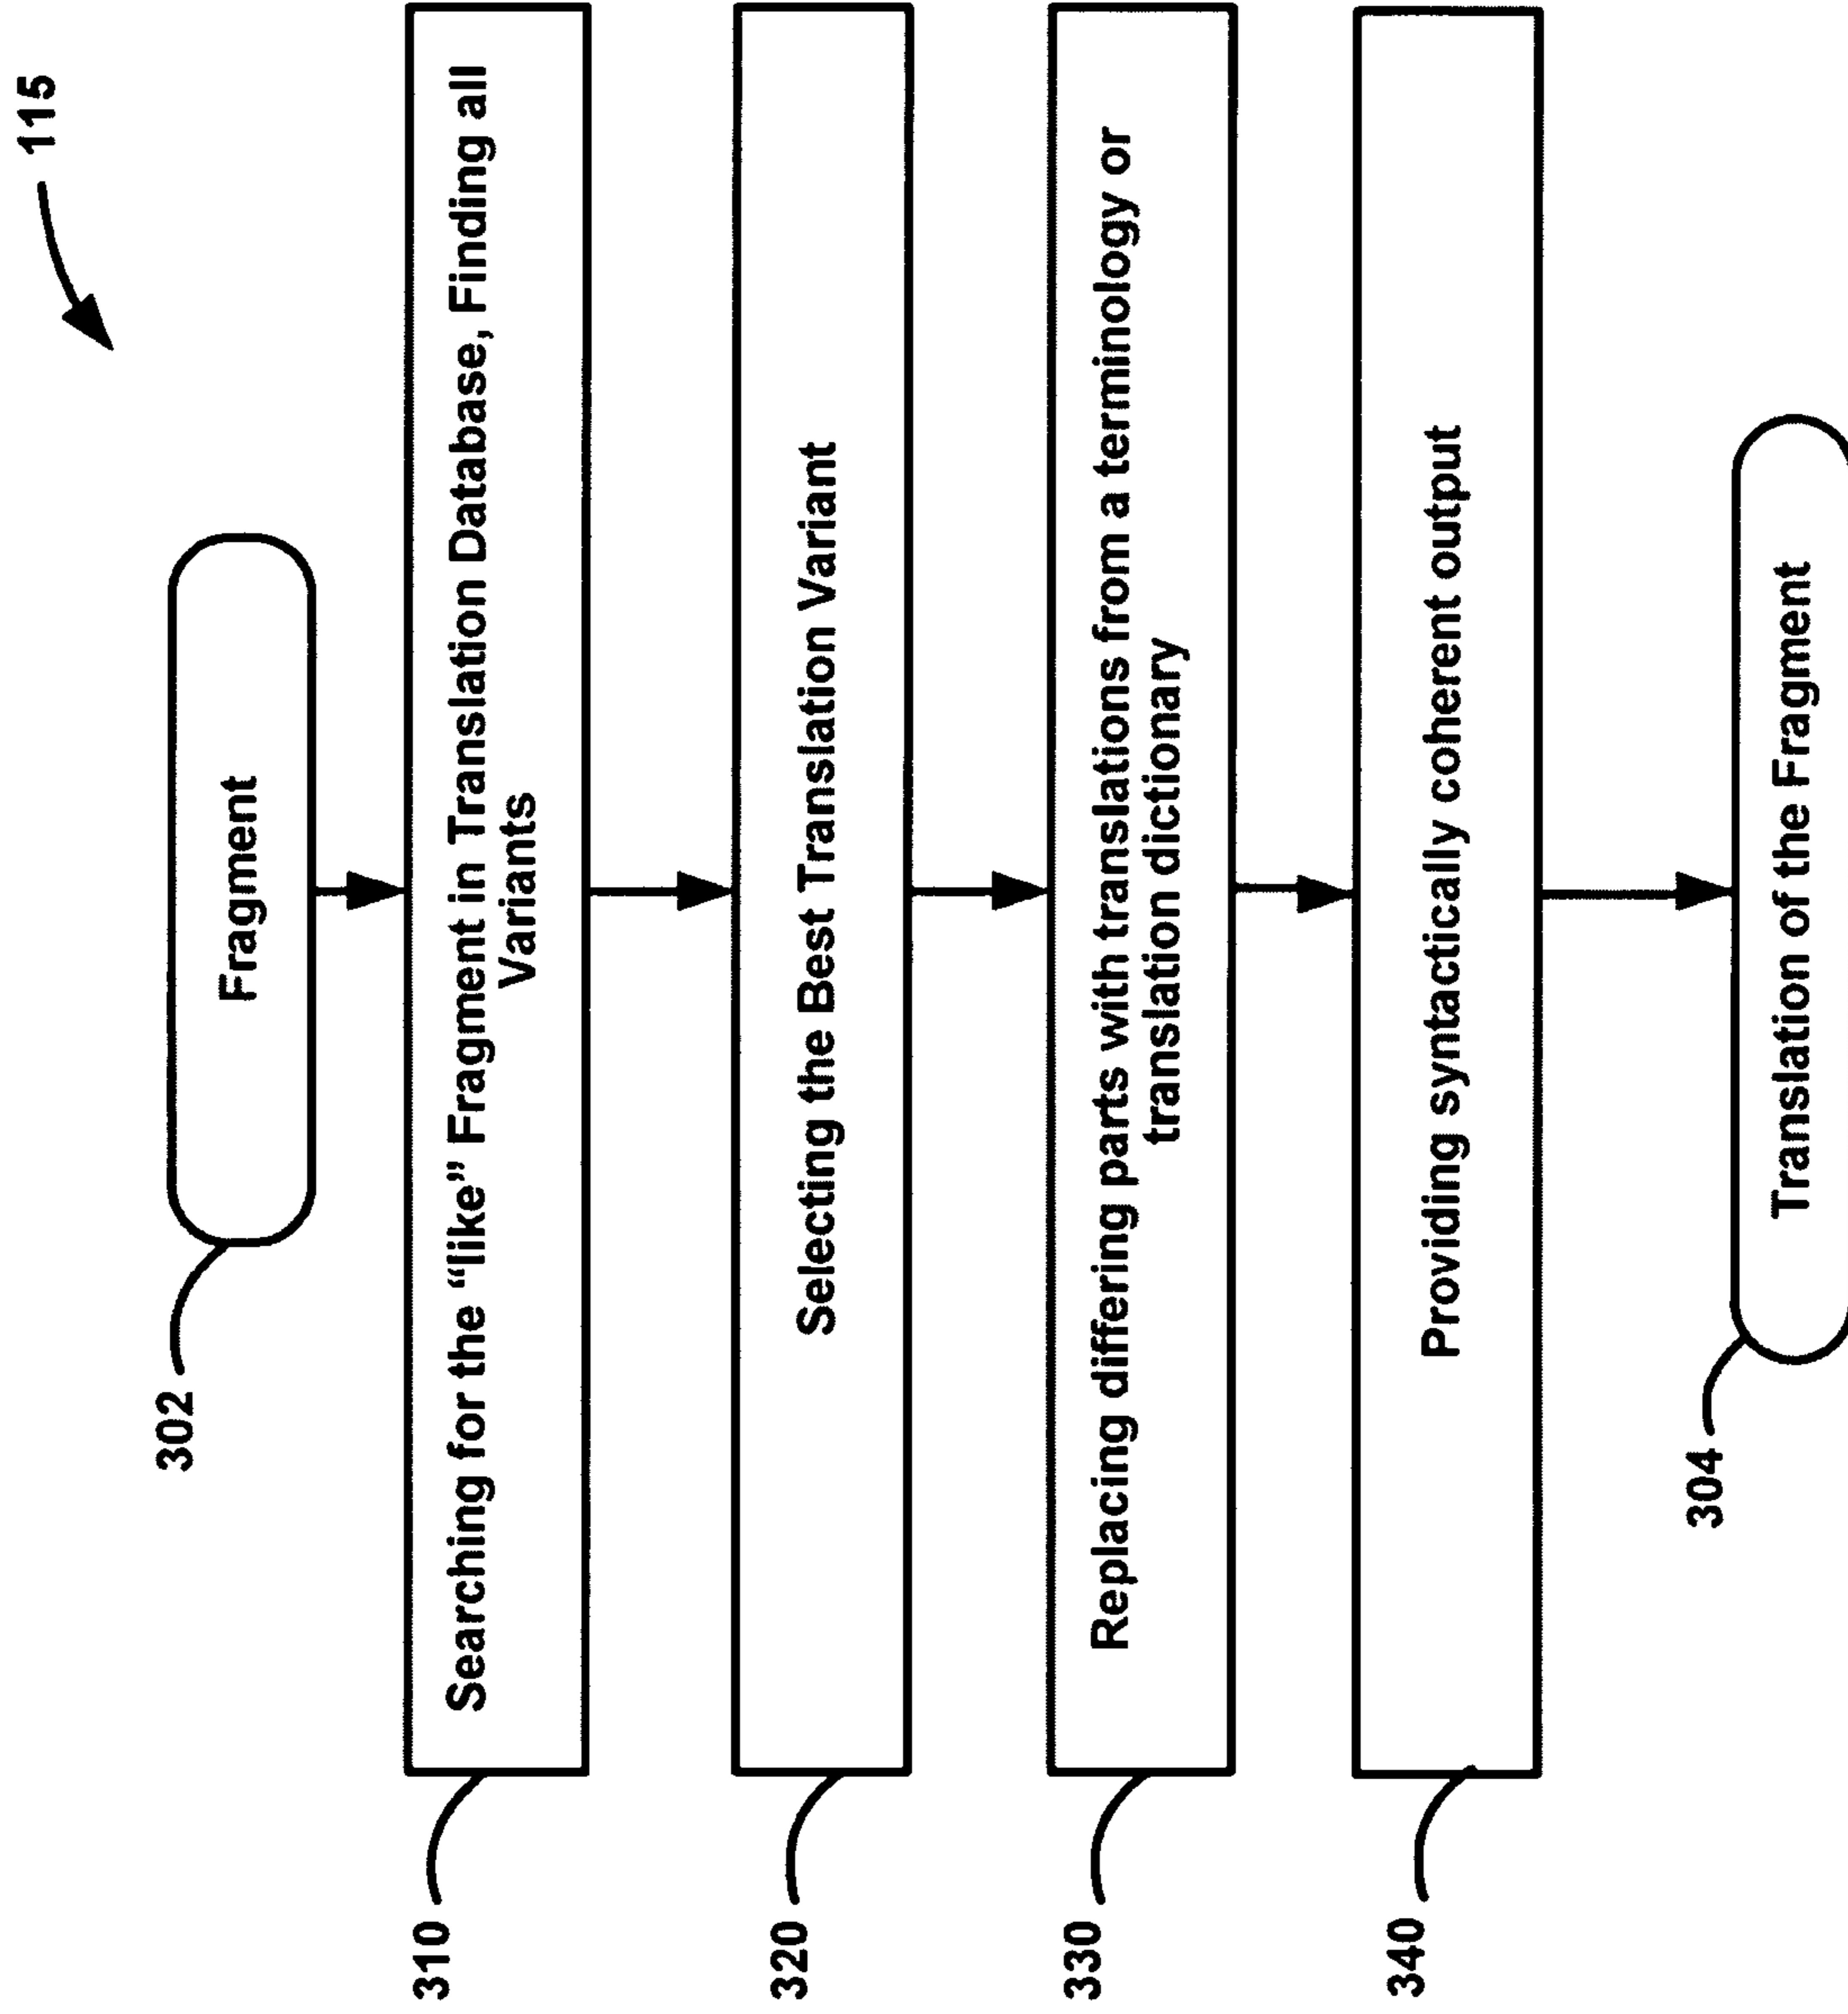 115
302
Fragment
310
Searching for the “like” Fragment in Translation Database, Finding all
Variants
320
Selecting the Best Translation Variant
330
Replacing differing parts with translations from a terminology or
translation dictionary
340
Providing syntactically coherent output
304
Translation of the Fragment